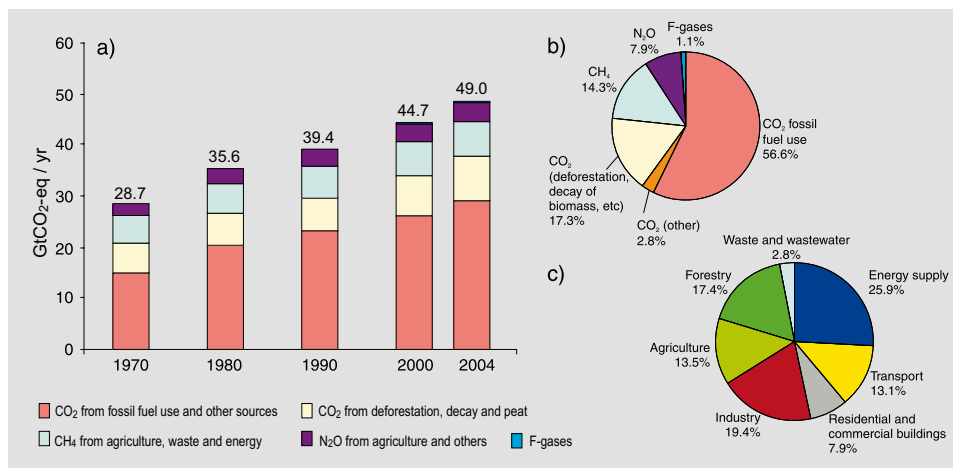 a)
GtCO2-eq / yr
60
50
40
30
20
10
0
28.7
35.6
39.4
44.7
49.0
1970
1980
1990
2000
2004
CO2 from fossil fuel use and other sources
CO2 from deforestation, decay and peat
CH4 from agriculture, waste and energy
N2O from agriculture and others
F-gases
b)
F-gases
1.1%
N2O
7.9%
CH4
14.3%
CO2 fossil
fuel use
56.6%
CO2
(deforestation,
decay of
biomass, etc)
17.3%
CO2 (other)
2.8%
c)
Waste and wastewater
2.8%
Forestry
17.4%
Energy supply
25.9%
Agriculture
13.5%
Transport
13.1%
Industry
19.4%
Residential and
commercial buildings
7.9%